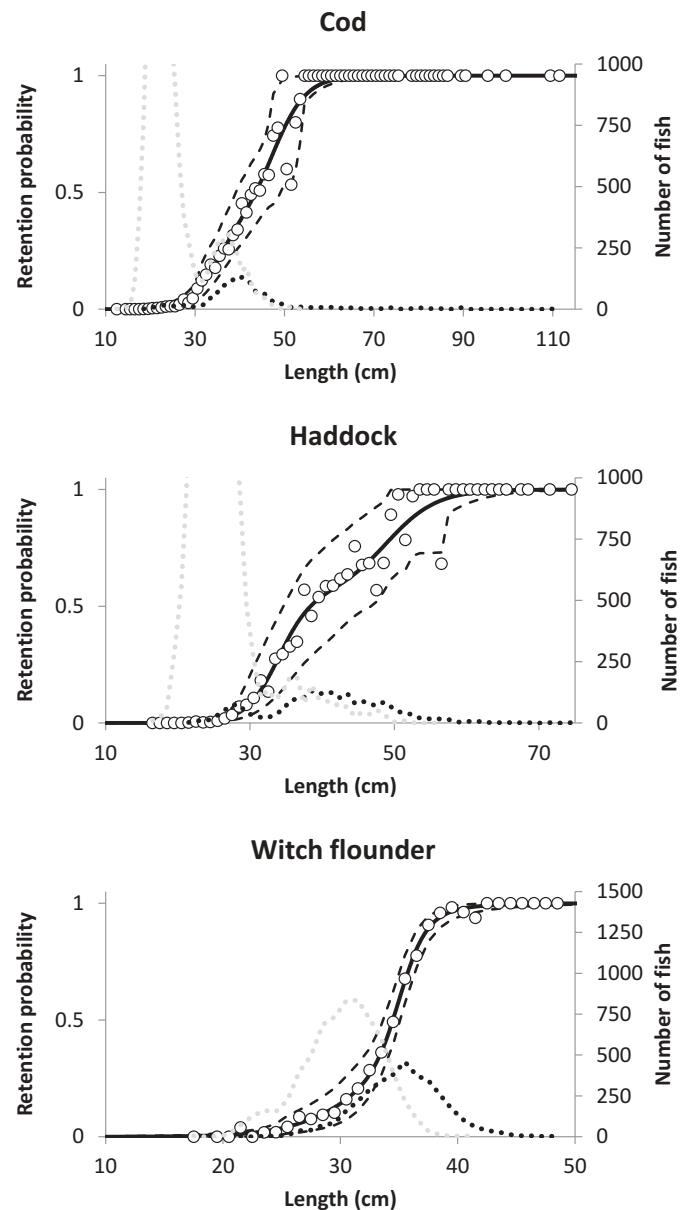 Cod
Retention probability
1
0.5
0
1000
750
500
250
0
Number of fish
10 30 50 70 90 110
Length (cm)
Haddock
Retention probability
1
0.5
0
1000
750
500
250
0
Number of fish
10 30 50 70
Length (cm)
Witch flounder
Retention probability
1
0.5
0
1500
1250
1000
750
500
250
0
Number of fish
10 20 30 40 50
Length (cm)